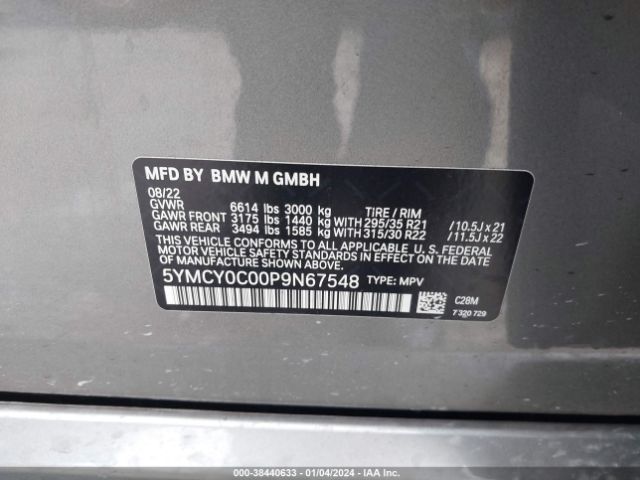 MFD BY BMW M GMBH
08/22
GVWR 6614 lbs 3000 kg TIRE / RIM
GAWR FRONT 3175 lbs 1440 kg WITH 295/35 R21 /10.5J x 21
GAWR REAR 3494 lbs 1585 kg WITH 315/30 R22 /11.5J x 22
THIS VEHICLE CONFORMS TO ALL APPLICABLE U. S. FEDERAL
MOTOR VEHICLE SAFETY STANDARDS IN EFFECT ON THE DATE
OF MANUFACTURE SHOWN ABOVE.
5YMCY0C00P9N67548 TYPE: MPV
C28M
7 320 729
000-38440633 - 01/04/2024 - IAA Inc.